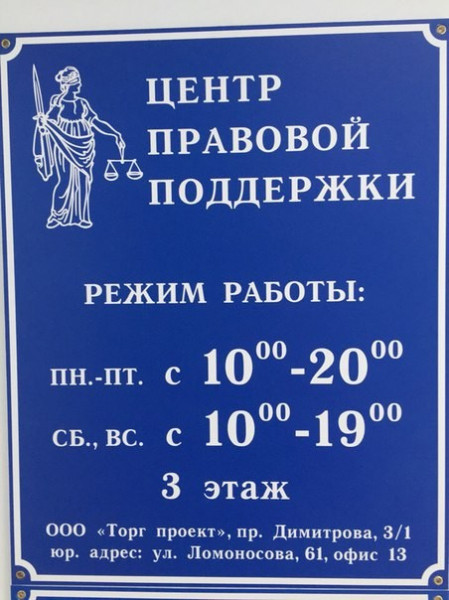 ЦЕНТР
ПРАВОВОЙ
ПОДДЕРЖКИ
РЕЖИМ РАБОТЫ:
ПН.-ПТ. с 10⁰⁰-20⁰⁰
СБ., ВС. с 10⁰⁰-19⁰⁰
3 этаж
ООО «Торг проект», пр. Димитрова, 3/1
юр. адрес: ул. Ломоносова, 61, офис 13